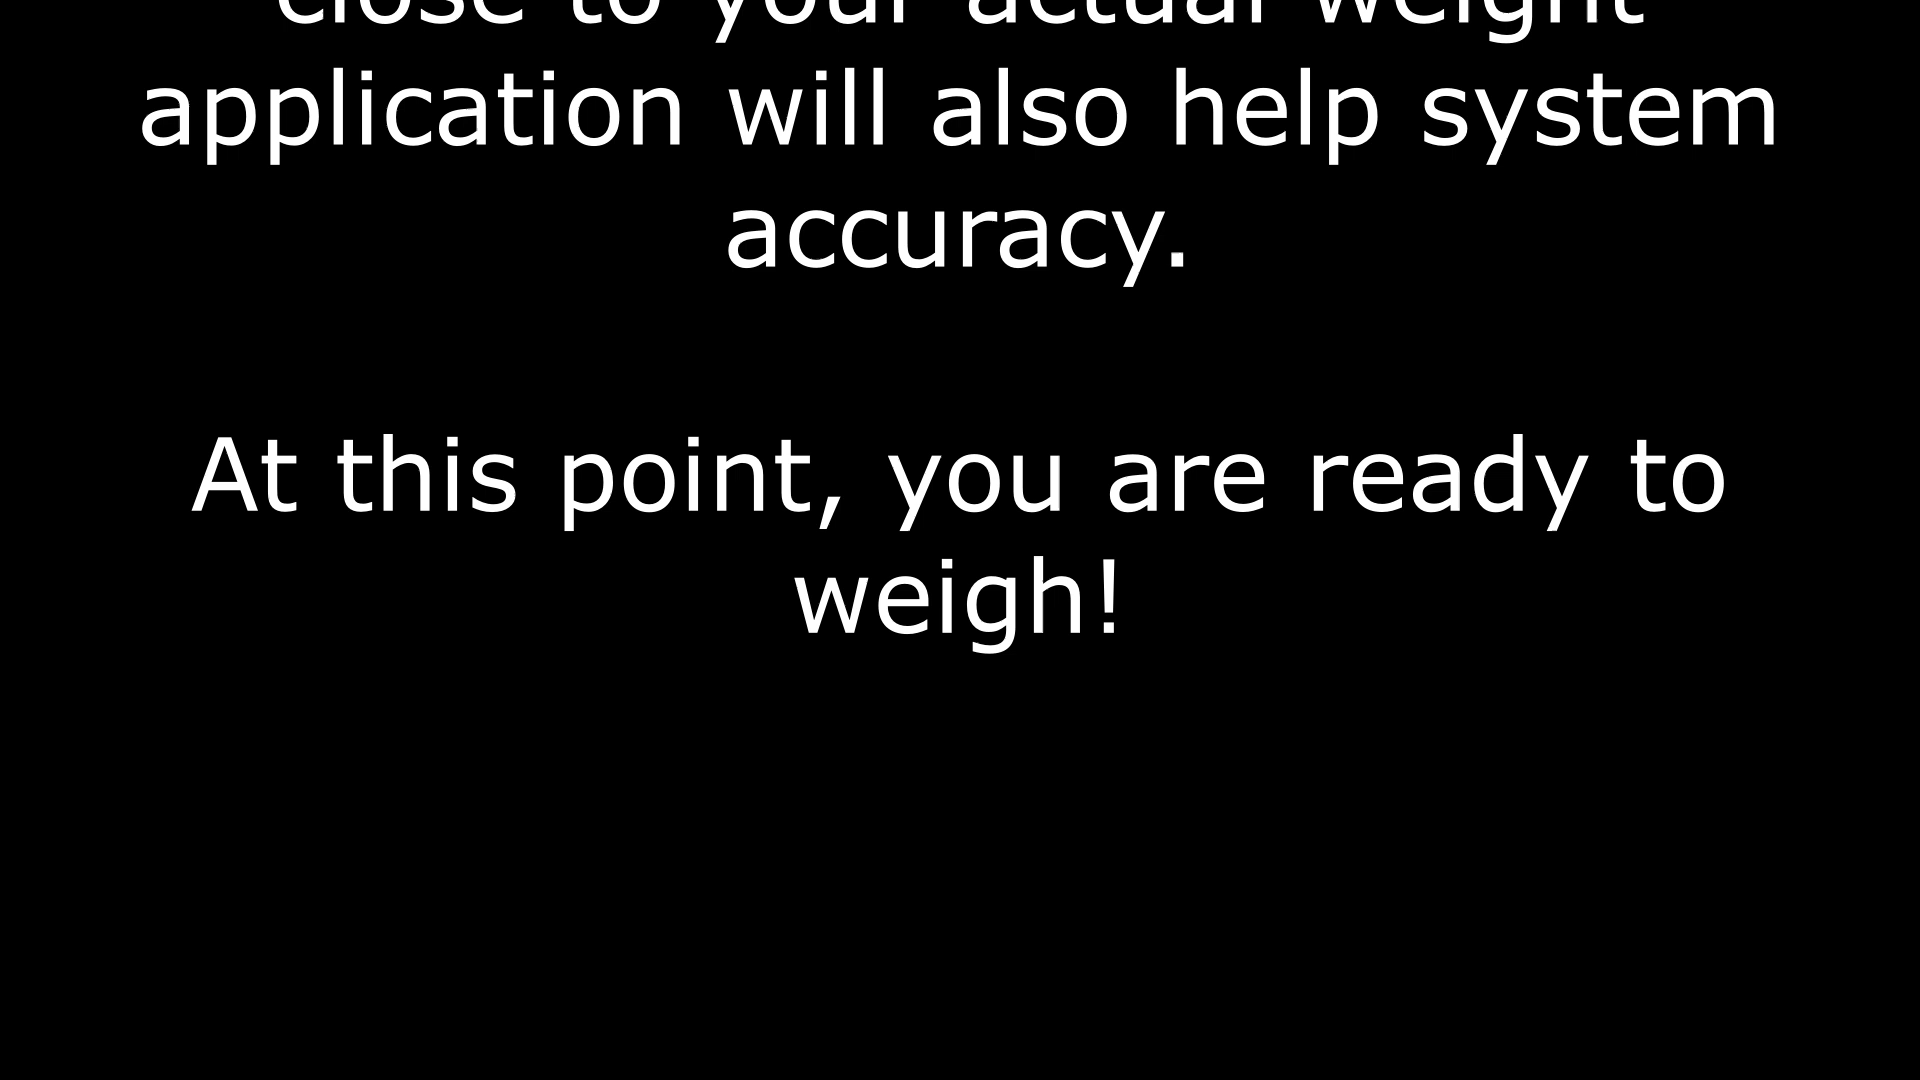 close to your actual weight
application will also help system
accuracy.
At this point, you are ready to
weigh!